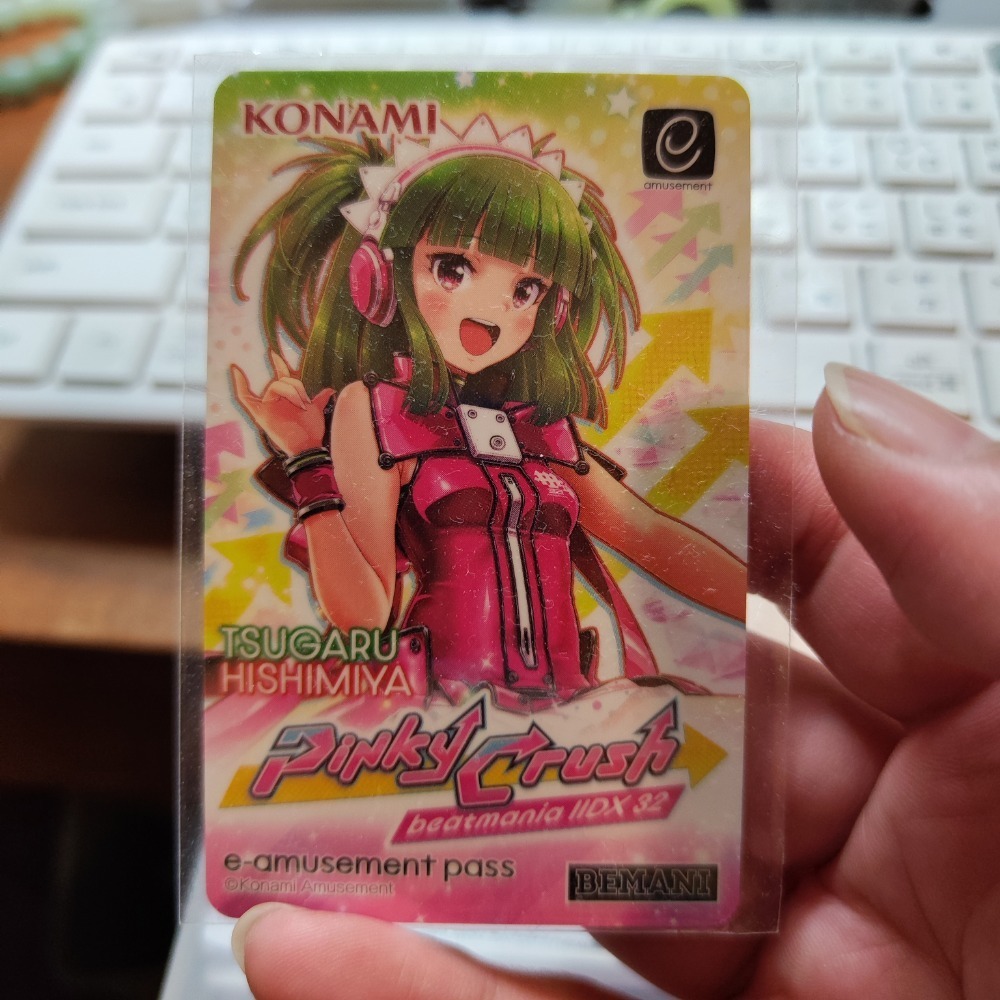 KONAMI
e
amusement
TSUGARU
HISHIMIYA
Pinky Crush
beatmania IIDX 32
e-amusement pass
©Konami Amusement
BEMANI